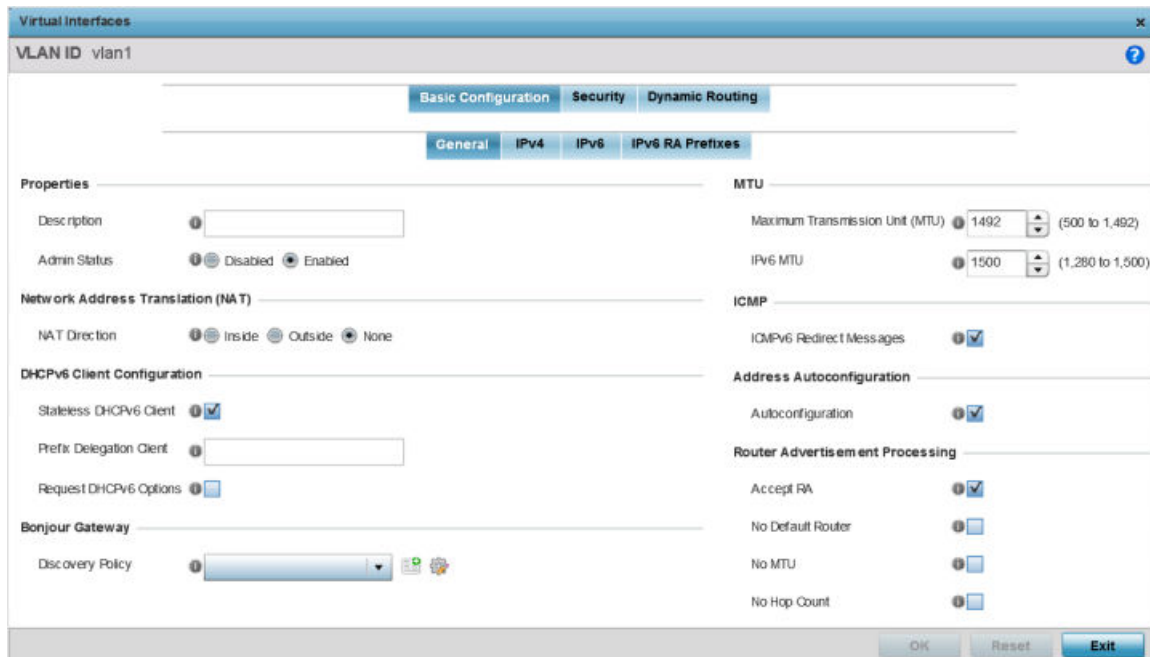 Virtual Interfaces
VLAN ID vlan1
Basic Configuration Security Dynamic Routing
General IPv4 IPv6 IPv6 RA Prefixes
Properties
Description
Admin Status Disabled Enabled
Network Address Translation (NAT)
NAT Direction Inside Outside None
DHCPv6 Client Configuration
Stateless DHCPv6 Client
Prefix Delegation Client
Request DHCPv6 Options
Bonjour Gateway
Discovery Policy
MTU
Maximum Transmission Unit (MTU) 1492 (500 to 1,492)
IPv6 MTU 1500 (1,280 to 1,500)
ICMP
ICMPv6 Redirect Messages
Address Autoconfiguration
Autoconfiguration
Router Advertisement Processing
Accept RA
No Default Router
No MTU
No Hop Count
OK Reset Exit